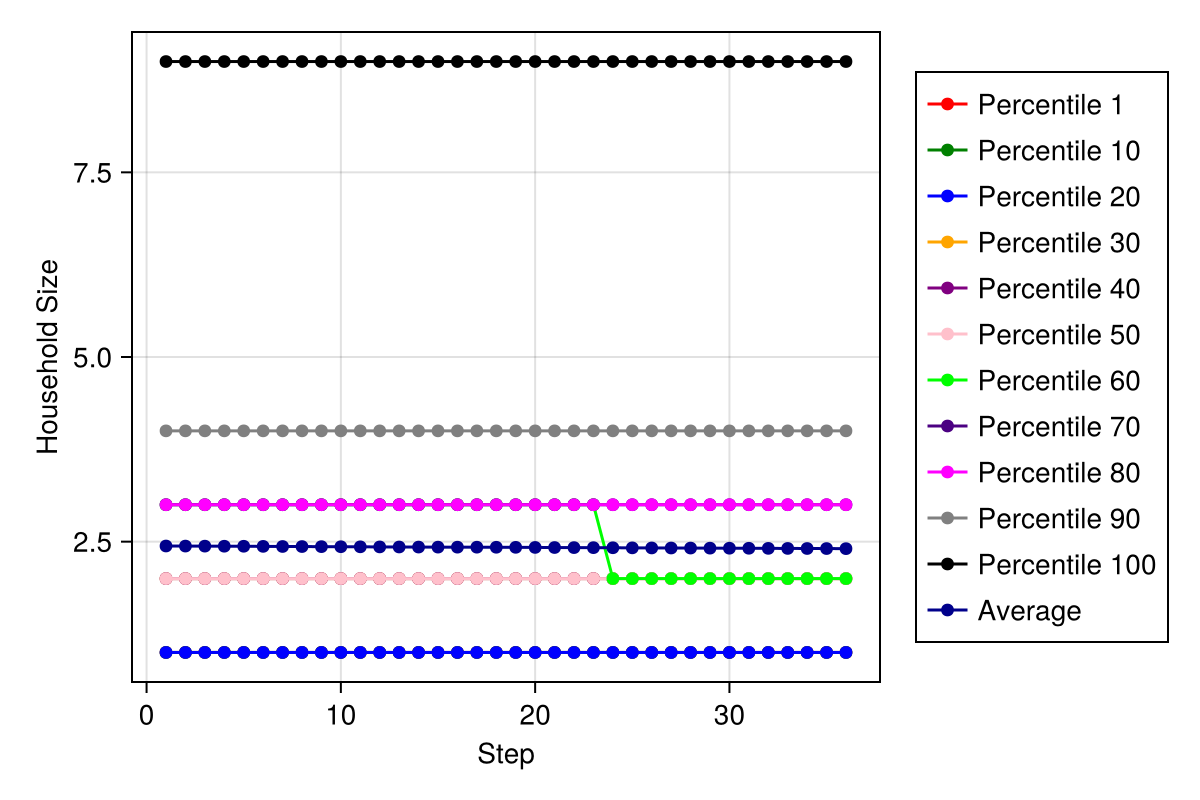 7.5
5.0
2.5
Household Size
0
10
20
30
Step
Percentile 1
Percentile 10
Percentile 20
Percentile 30
Percentile 40
Percentile 50
Percentile 60
Percentile 70
Percentile 80
Percentile 90
Percentile 100
Average